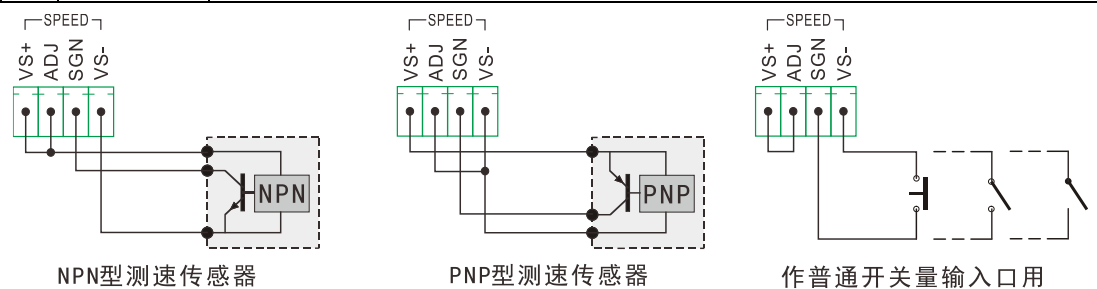 SPEED
VS+ ADJ SGN VS-
NPN
NPN型测速传感器
SPEED
VS+ ADJ SGN VS-
PNP
PNP型测速传感器
SPEED
VS+ ADJ SGN VS-
作普通开关量输入口用